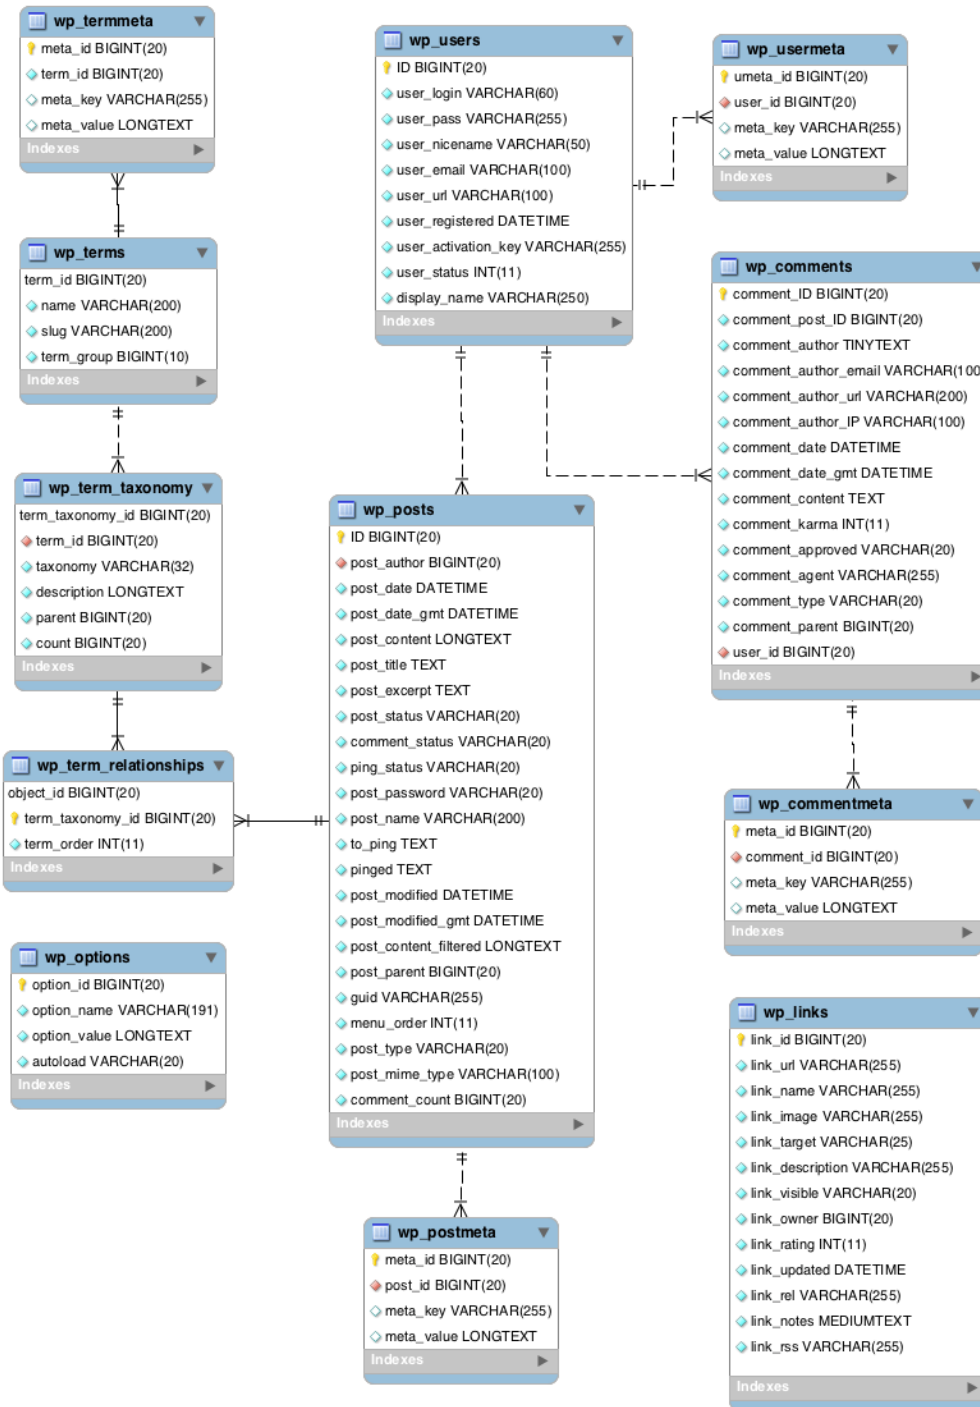 wp_termmeta
meta_id BIGINT(20)
term_id BIGINT(20)
meta_key VARCHAR(255)
meta_value LONGTEXT
Indexes
wp_terms
term_id BIGINT(20)
name VARCHAR(200)
slug VARCHAR(200)
term_group BIGINT(10)
Indexes
wp_term_taxonomy
term_taxonomy_id BIGINT(20)
term_id BIGINT(20)
taxonomy VARCHAR(32)
description LONGTEXT
parent BIGINT(20)
count BIGINT(20)
Indexes
wp_term_relationships
object_id BIGINT(20)
term_taxonomy_id BIGINT(20)
term_order INT(11)
Indexes
wp_options
option_id BIGINT(20)
option_name VARCHAR(191)
option_value LONGTEXT
autoload VARCHAR(20)
Indexes
wp_users
ID BIGINT(20)
user_login VARCHAR(60)
user_pass VARCHAR(255)
user_nicename VARCHAR(50)
user_email VARCHAR(100)
user_url VARCHAR(100)
user_registered DATETIME
user_activation_key VARCHAR(255)
user_status INT(11)
display_name VARCHAR(250)
Indexes
wp_posts
ID BIGINT(20)
post_author BIGINT(20)
post_date DATETIME
post_date_gmt DATETIME
post_content LONGTEXT
post_title TEXT
post_excerpt TEXT
post_status VARCHAR(20)
comment_status VARCHAR(20)
ping_status VARCHAR(20)
post_password VARCHAR(20)
post_name VARCHAR(200)
to_ping TEXT
pinged TEXT
post_modified DATETIME
post_modified_gmt DATETIME
post_content_filtered LONGTEXT
post_parent BIGINT(20)
guid VARCHAR(255)
menu_order INT(11)
post_type VARCHAR(20)
post_mime_type VARCHAR(100)
comment_count BIGINT(20)
Indexes
wp_postmeta
meta_id BIGINT(20)
post_id BIGINT(20)
meta_key VARCHAR(255)
meta_value LONGTEXT
Indexes
wp_usermeta
umeta_id BIGINT(20)
user_id BIGINT(20)
meta_key VARCHAR(255)
meta_value LONGTEXT
Indexes
wp_comments
comment_ID BIGINT(20)
comment_post_ID BIGINT(20)
comment_author TINYTEXT
comment_author_email VARCHAR(100
comment_author_url VARCHAR(200)
comment_author_IP VARCHAR(100)
comment_date DATETIME
comment_date_gmt DATETIME
comment_content TEXT
comment_karma INT(11)
comment_approved VARCHAR(20)
comment_agent VARCHAR(255)
comment_type VARCHAR(20)
comment_parent BIGINT(20)
user_id BIGINT(20)
Indexes
wp_commentmeta
meta_id BIGINT(20)
comment_id BIGINT(20)
meta_key VARCHAR(255)
meta_value LONGTEXT
Indexes
wp_links
link_id BIGINT(20)
link_url VARCHAR(255)
link_name VARCHAR(255)
link_image VARCHAR(255)
link_target VARCHAR(25)
link_description VARCHAR(255)
link_visible VARCHAR(20)
link_owner BIGINT(20)
link_rating INT(11)
link_updated DATETIME
link_rel VARCHAR(255)
link_notes MEDIUMTEXT
link_rss VARCHAR(255)
Indexes